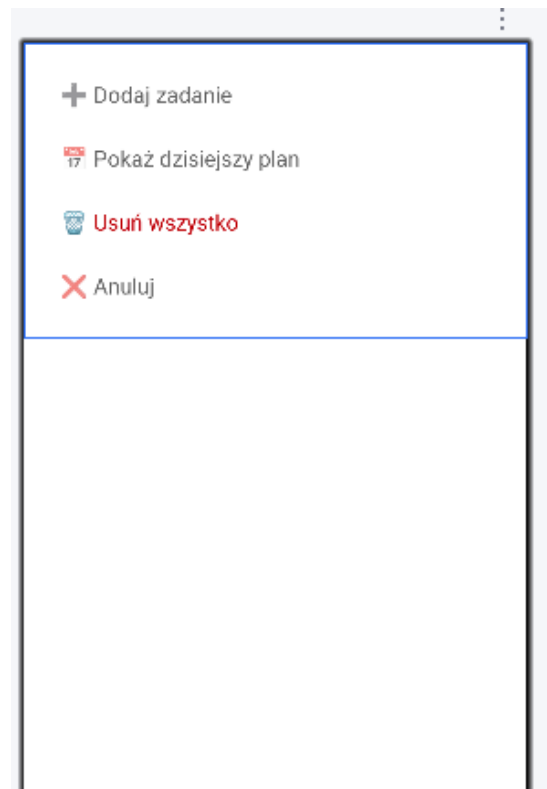 ➕ Dodaj zadanie
📅 Pokaż dzisiejszy plan
🗑️ Usuń wszystko
❌ Anuluj